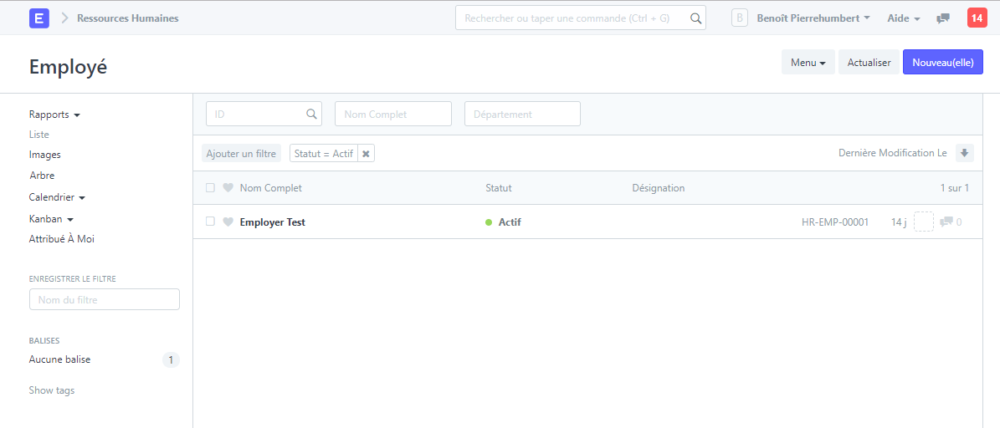 E Ressources Humaines Rechercher ou taper une commande (Ctrl + G) B Benoît Pierrehumbert Aide 14
Employé Menu Actualiser Nouveau(elle)
Rapports
Liste
Images
Arbre
Calendrier
Kanban
Attribué À Moi
ENREGISTRER LE FILTRE
Nom du filtre
BALISES
Aucune balise 1
Show tags
ID Nom Complet Département
Ajouter un filtre Statut = Actif Dernière Modification Le
Nom Complet Statut Désignation 1 sur 1
Employer Test Actif HR-EMP-00001 14 j 0